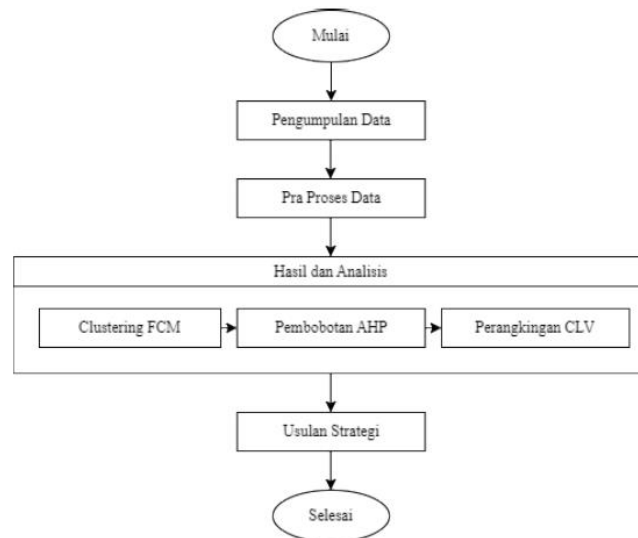 Mulai
Pengumpulan Data
Pra Proses Data
Hasil dan Analisis
Clustering FCM
Pembobotan AHP
Perangkingan CLV
Usulan Strategi
Selesai